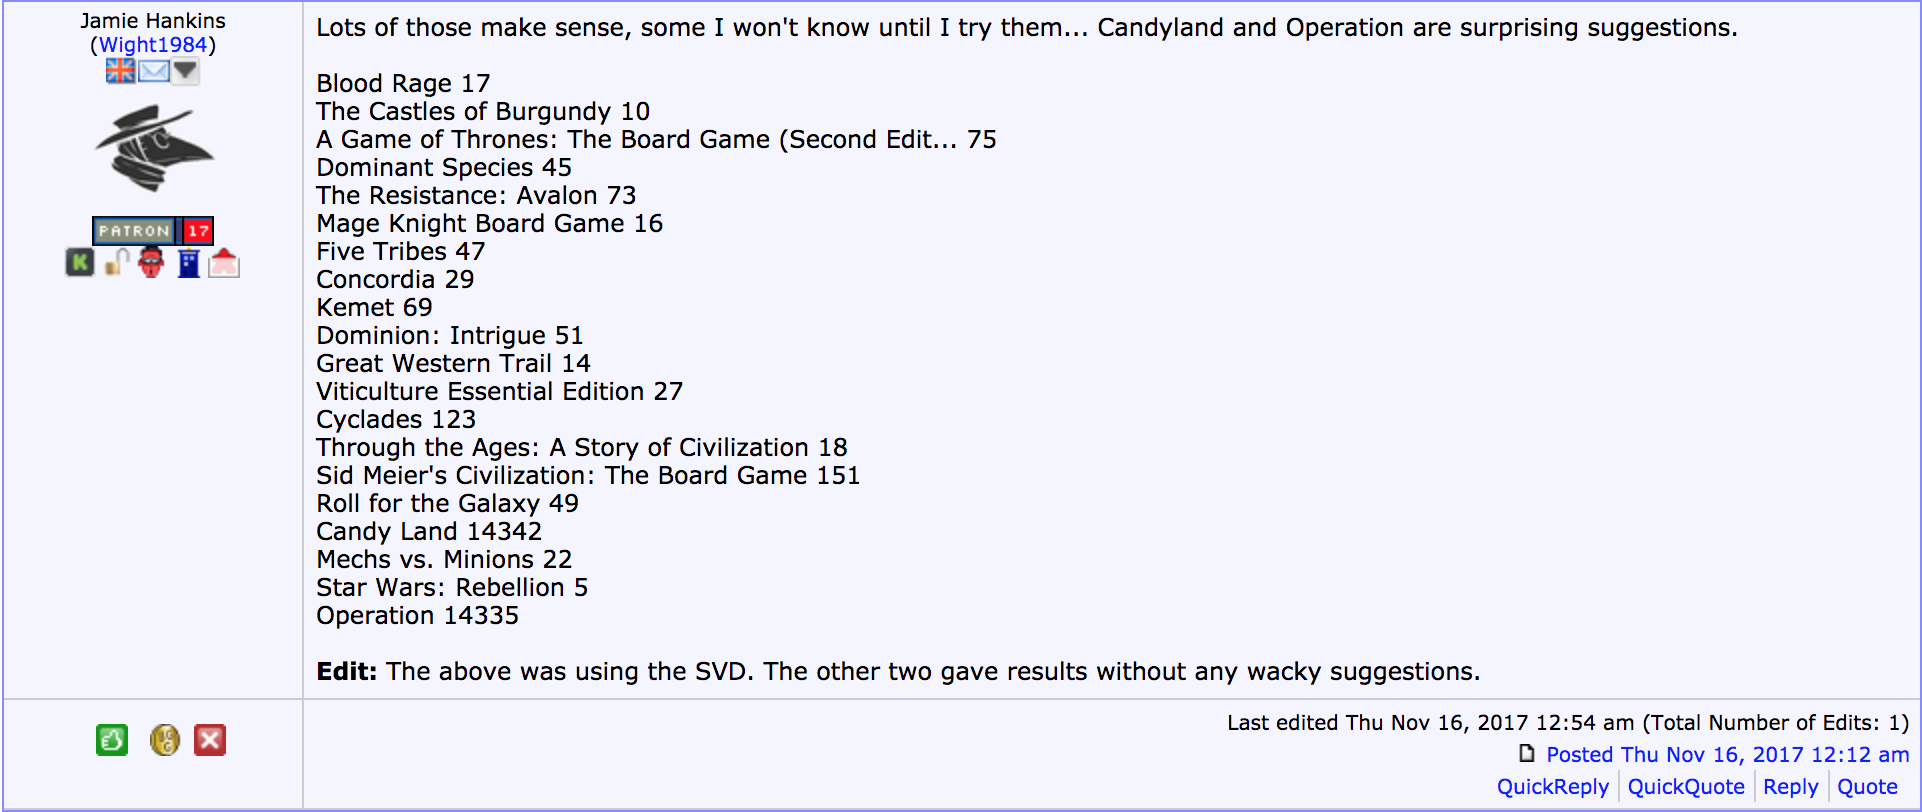 Jamie Hankins
(Wight1984)
PATRON 17
K
Lots of those make sense, some I won't know until I try them... Candyland and Operation are surprising suggestions.
Blood Rage 17
The Castles of Burgundy 10
A Game of Thrones: The Board Game (Second Edit... 75
Dominant Species 45
The Resistance: Avalon 73
Mage Knight Board Game 16
Five Tribes 47
Concordia 29
Kemet 69
Dominion: Intrigue 51
Great Western Trail 14
Viticulture Essential Edition 27
Cyclades 123
Through the Ages: A Story of Civilization 18
Sid Meier's Civilization: The Board Game 151
Roll for the Galaxy 49
Candy Land 14342
Mechs vs. Minions 22
Star Wars: Rebellion 5
Operation 14335
Edit: The above was using the SVD. The other two gave results without any wacky suggestions.
Last edited Thu Nov 16, 2017 12:54 am (Total Number of Edits: 1)
Posted Thu Nov 16, 2017 12:12 am
QuickReply QuickQuote Reply Quote